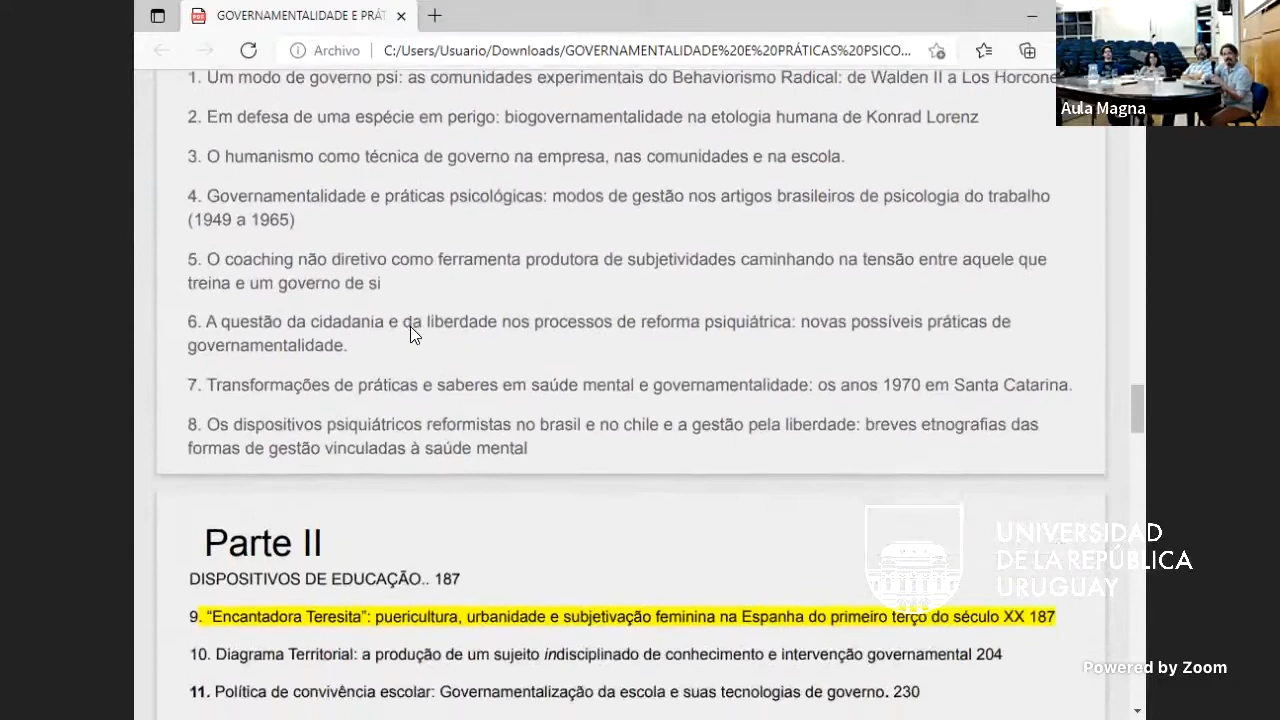 GOVERNAMENTALIDADE E PRÁT
Archivo
C:/Users/Usuario/Downloads/GOVERNAMENTALIDADE%20E%20PRÁTICAS%20PSICO...
Aula Magna
1. Um modo de governo psi: as comunidades experimentais do Behaviorismo Radical: de Walden II a Los Horcone
2. Em defesa de uma espécie em perigo: biogovernamentalidade na etologia humana de Konrad Lorenz
3. O humanismo como técnica de governo na empresa, nas comunidades e na escola.
4. Governamentalidade e práticas psicológicas: modos de gestão nos artigos brasileiros de psicologia do trabalho
(1949 a 1965)
5. O coaching não diretivo como ferramenta produtora de subjetividades caminhando na tensão entre aquele que
treina e um governo de si
6. A questão da cidadania e da liberdade nos processos de reforma psiquiátrica: novas possíveis práticas de
governamentalidade.
7. Transformações de práticas e saberes em saúde mental e governamentalidade: os anos 1970 em Santa Catarina.
8. Os dispositivos psiquiátricos reformistas no brasil e no chile e a gestão pela liberdade: breves etnografias das
formas de gestão vinculadas à saúde mental
Parte II
DISPOSITIVOS DE EDUCAÇÃO.. 187
9. “Encantadora Teresita”: puericultura, urbanidade e subjetivação feminina na Espanha do primeiro terço do século XX 187
10. Diagrama Territorial: a produção de um sujeito indisciplinado de conhecimento e intervenção governamental 204
11. Política de convivência escolar: Governamentalização da escola e suas tecnologias de governo. 230
UNIVERSIDAD
DE LA REPÚBLICA
URUGUAY
Powered by Zoom